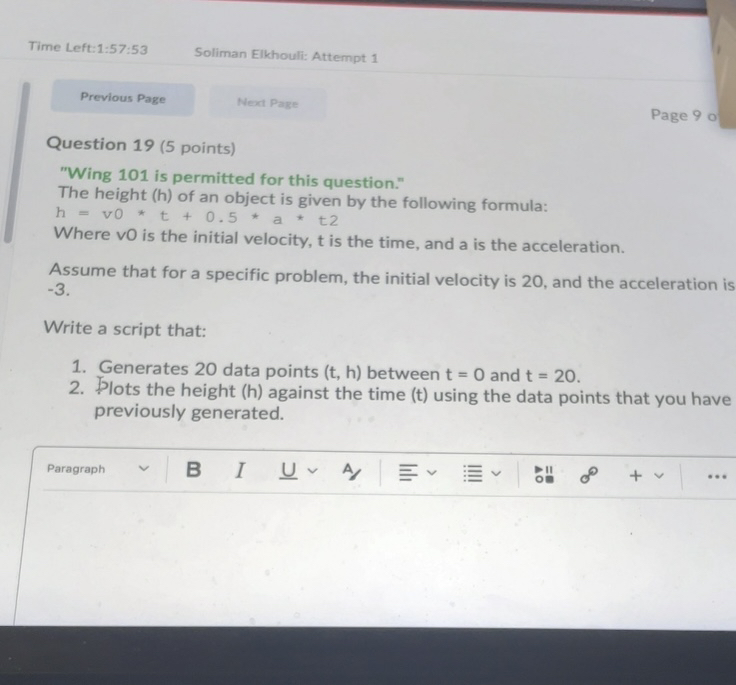 Time Left:1:57:53 Soliman Elkhoufi: Attempt 1
Previous Page Next Page
Page 9 o
Question 19 (5 points)
"Wing 101 is permitted for this question."
The height (h) of an object is given by the following formula:
h = v0 * t + 0.5 * a * t2
Where v0 is the initial velocity, t is the time, and a is the acceleration.
Assume that for a specific problem, the initial velocity is 20, and the acceleration is
-3.
Write a script that:
1. Generates 20 data points (t, h) between t = 0 and t = 20.
2. Plots the height (h) against the time (t) using the data points that you have
previously generated.
Paragraph B I U A